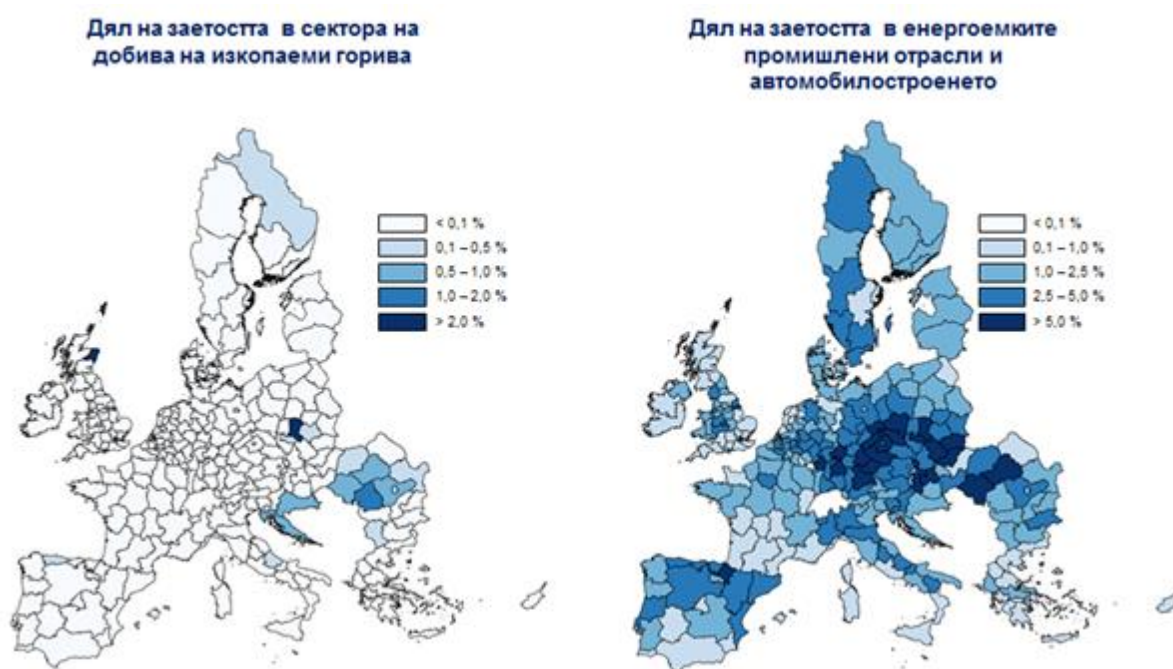 Дял на заетостта в сектора на
добива на изкопаеми горива
< 0,1 %
0,1 – 0,5 %
0,5 – 1,0 %
1,0 – 2,0 %
> 2,0 %
Дял на заетостта в енергоемките
промишлени отрасли и
автомобилостроенето
< 0,1 %
0,1 – 1,0 %
1,0 – 2,5 %
2,5 – 5,0 %
> 5,0 %